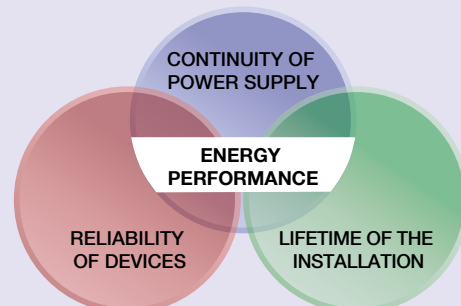 CONTINUITY OF
POWER SUPPLY
ENERGY
PERFORMANCE
RELIABILITY
OF DEVICES
LIFETIME OF THE
INSTALLATION